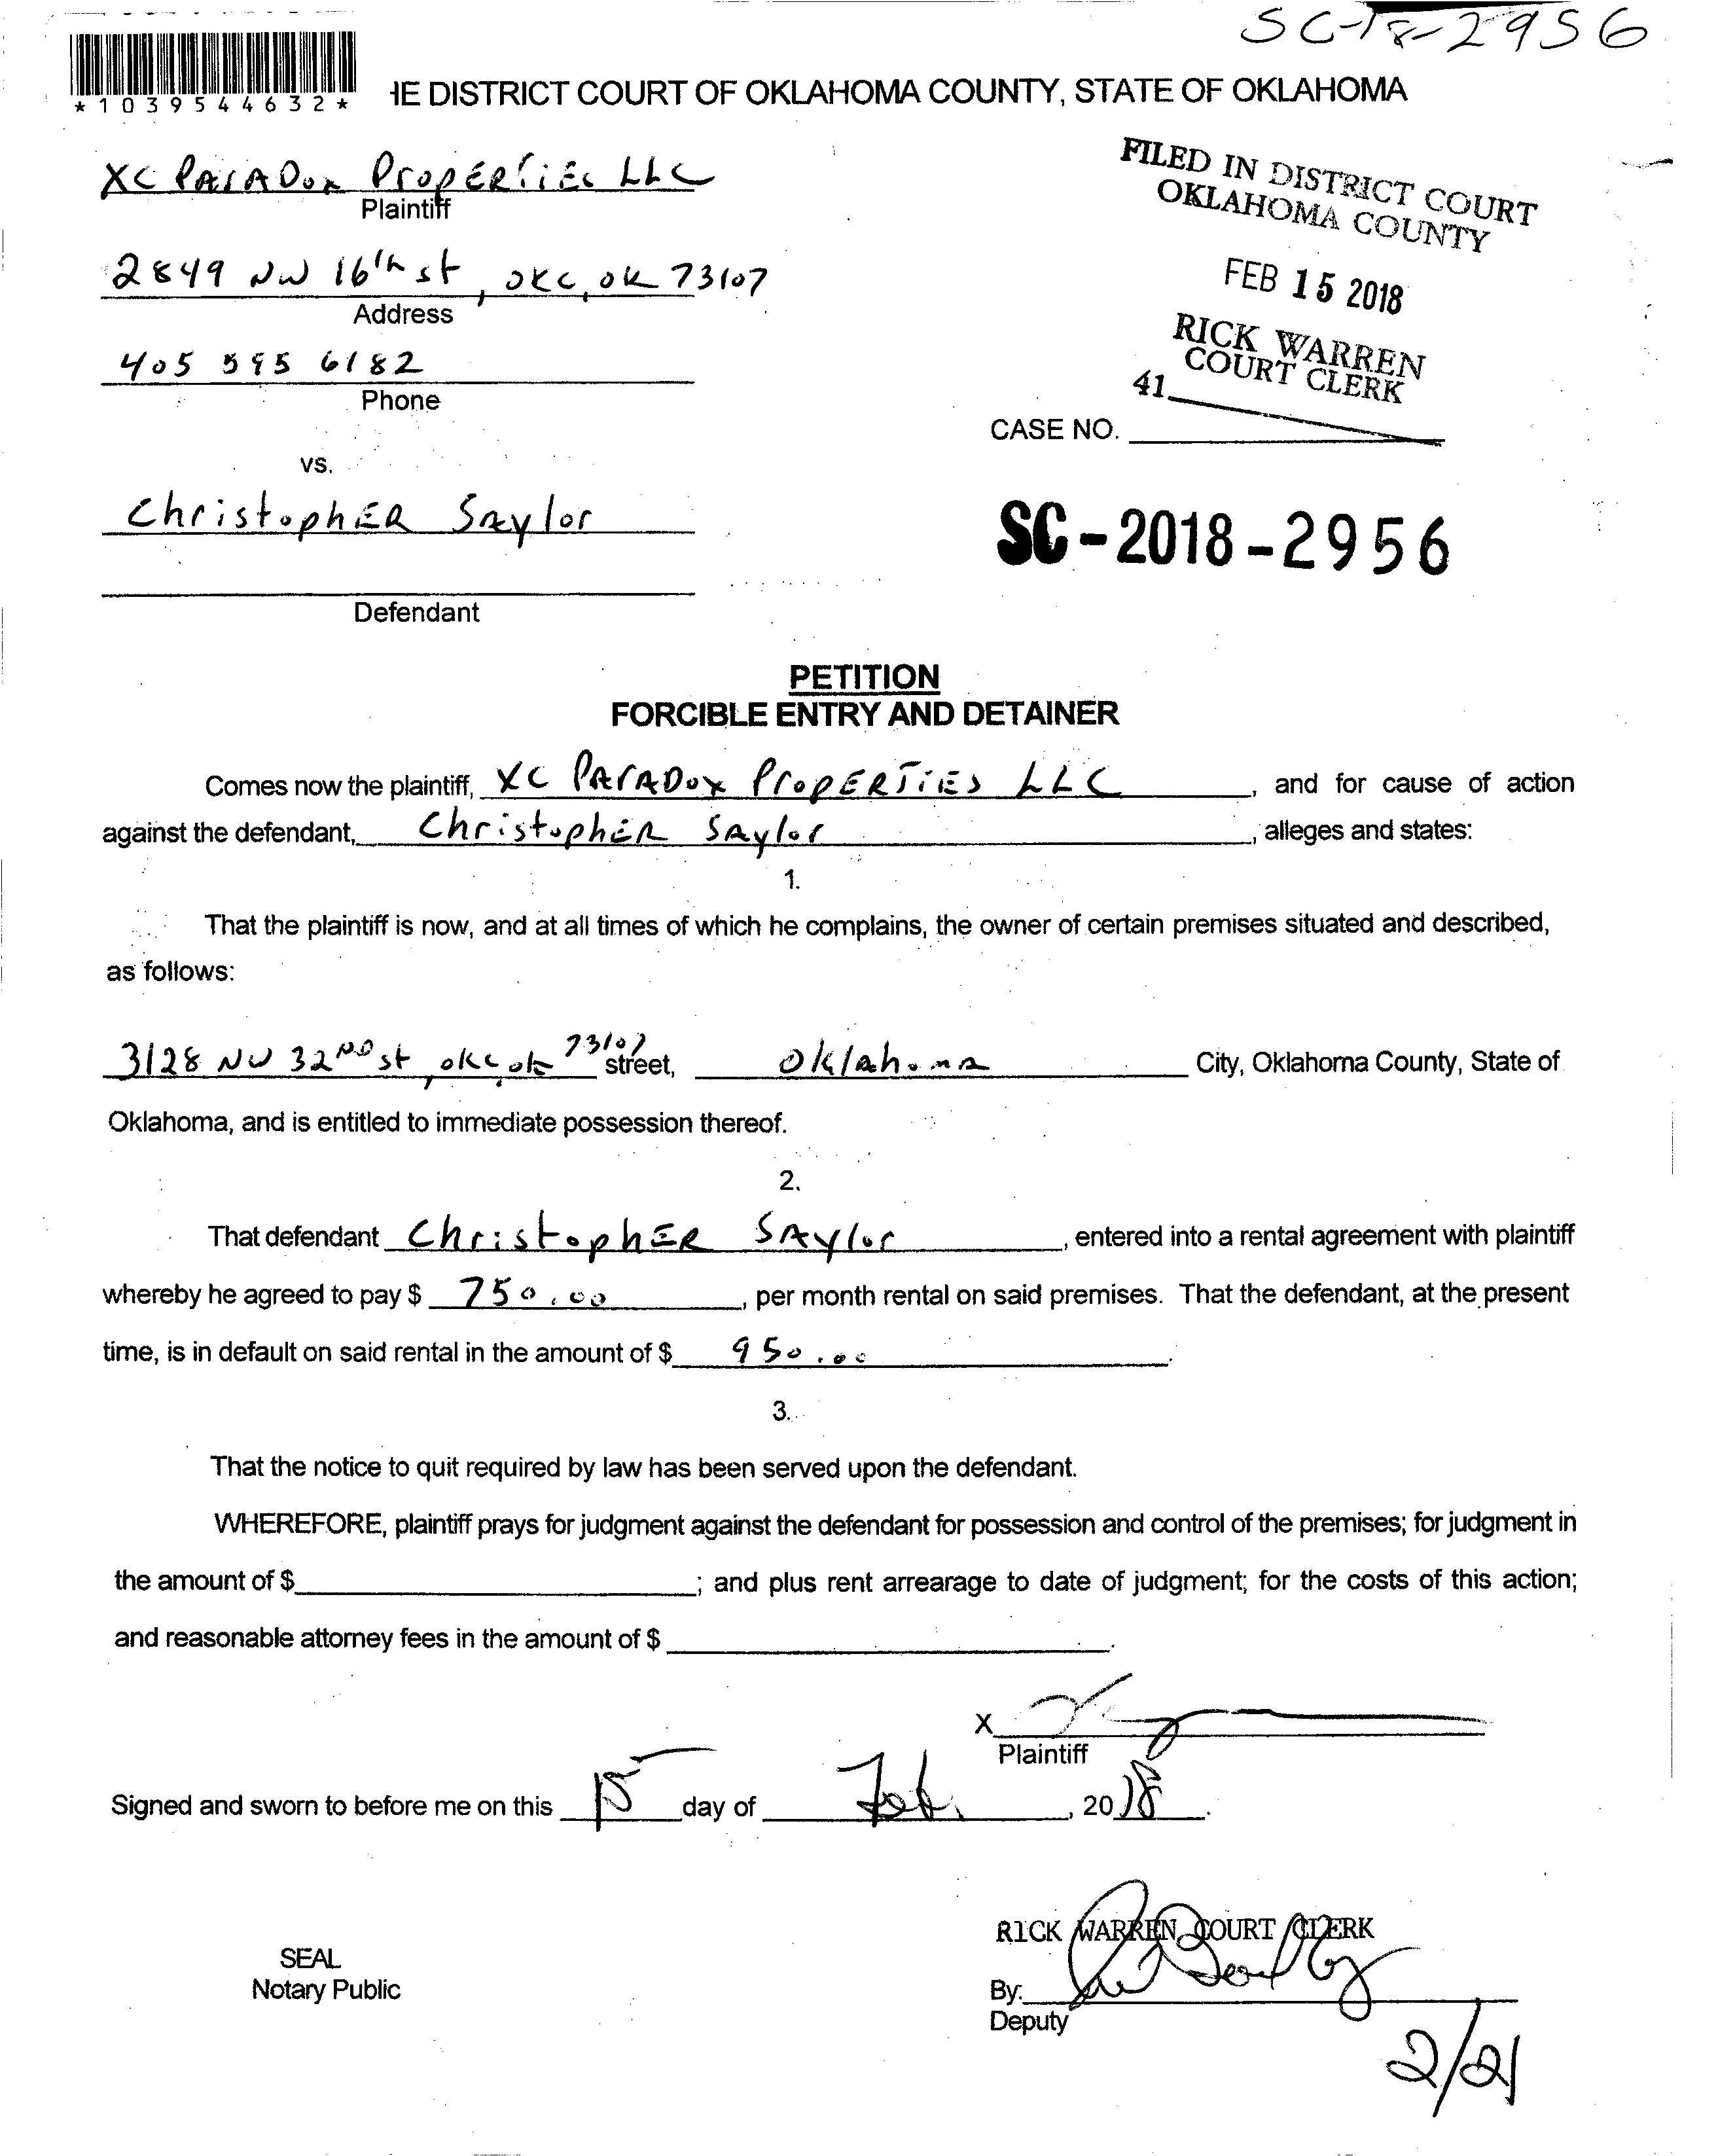 SC-18-2956
*1039544632*
HE DISTRICT COURT OF OKLAHOMA COUNTY, STATE OF OKLAHOMA
XC PArADox ProPERTiEs LLC
Plaintiff
FILED IN DISTRICT COURT
OKLAHOMA COUNTY
2849 NW 16th st, OKC, OK 73107
Address
FEB 15 2018
RICK WARREN
COURT CLERK
405 595 6182
Phone
41
CASE NO.
vs.
ChristophER SAylor
SC-2018-2956
Defendant
PETITION
FORCIBLE ENTRY AND DETAINER
Comes now the plaintiff, XC PArADox ProPERTiES LLC, and for cause of action
against the defendant, ChristophER SAylor, alleges and states:
1.
That the plaintiff is now, and at all times of which he complains, the owner of certain premises situated and described,
as follows:
3128 NW 32ND st, okc, ok 73107 street, Oklahoma City, Oklahoma County, State of
Oklahoma, and is entitled to immediate possession thereof.
2.
That defendant ChristophER SAylor, entered into a rental agreement with plaintiff
whereby he agreed to pay $ 750.00, per month rental on said premises. That the defendant, at the present
time, is in default on said rental in the amount of $ 950.00.
3.
That the notice to quit required by law has been served upon the defendant.
WHEREFORE, plaintiff prays for judgment against the defendant for possession and control of the premises; for judgment in
the amount of $; and plus rent arrearage to date of judgment; for the costs of this action;
and reasonable attorney fees in the amount of $.
X
Plaintiff
Signed and sworn to before me on this 15 day of Feb., 2018.
RICK WARREN COURT CLERK
SEAL
Notary Public
By:
Deputy
2/21